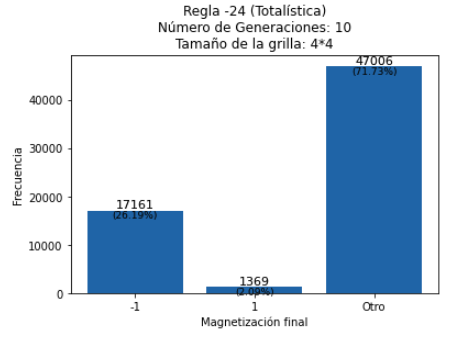 Regla -24 (Totalística)
Número de Generaciones: 10
Tamaño de la grilla: 4*4
47006
(71.73%)
40000
30000
Frecuencia
20000
17161
(26.19%)
10000
1369
(2.09%)
0
-1
1
Otro
Magnetización final